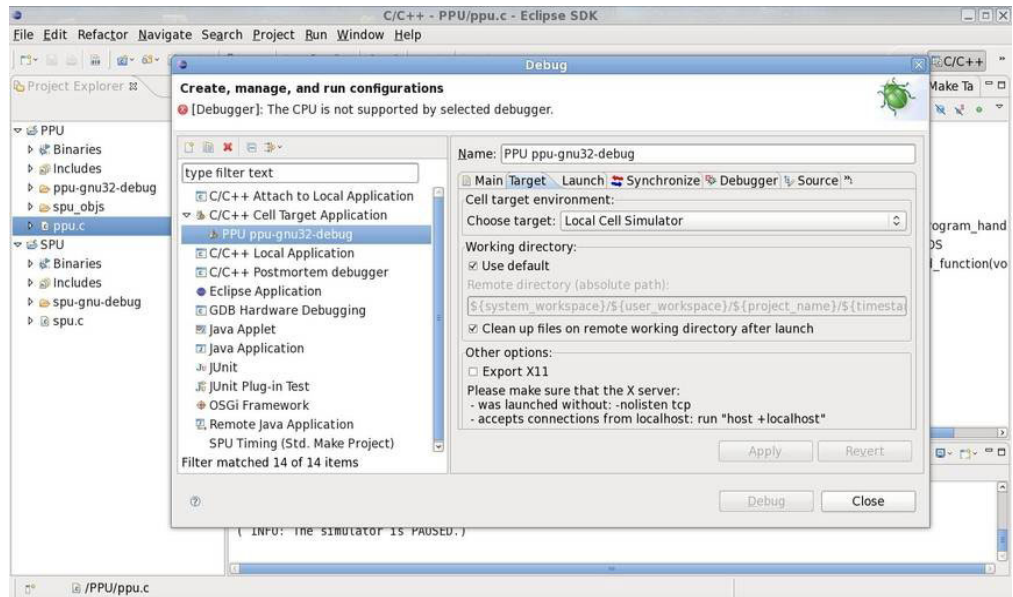 C/C++ - PPU/ppu.c - Eclipse SDK
File Edit Refactor Navigate Search Project Run Window Help
C/C++ "
Project Explorer
Make Ta
PPU
Binaries
Includes
ppu-gnu32-debug
spu_objs
ppu.c
SPU
Binaries
Includes
spu-gnu-debug
spu.c
Debug
Create, manage, and run configurations
[Debugger]: The CPU is not supported by selected debugger.
type filter text
C/C++ Attach to Local Application
C/C++ Cell Target Application
PPU ppu-gnu32-debug
C/C++ Local Application
C/C++ Postmortem debugger
Eclipse Application
GDB Hardware Debugging
Java Applet
Java Application
JUnit
JUnit Plug-in Test
OSGi Framework
Remote Java Application
SPU Timing (Std. Make Project)
Filter matched 14 of 14 items
Name: PPU ppu-gnu32-debug
Main Target Launch Synchronize Debugger Source
Cell target environment:
Choose target: Local Cell Simulator
Working directory:
Use default
Remote directory (absolute path):
${system_workspace}/${user_workspace}/${project_name}/${timesta
Clean up files on remote working directory after launch
Other options:
Export X11
Please make sure that the X server:
- was launched without: -nolisten tcp
- accepts connections from localhost: run "host +localhost"
Apply Revert
Debug Close
ogram_hand
OS
l_function(vo
( INFO: The simulator is PAUSED.)
/PPU/ppu.c